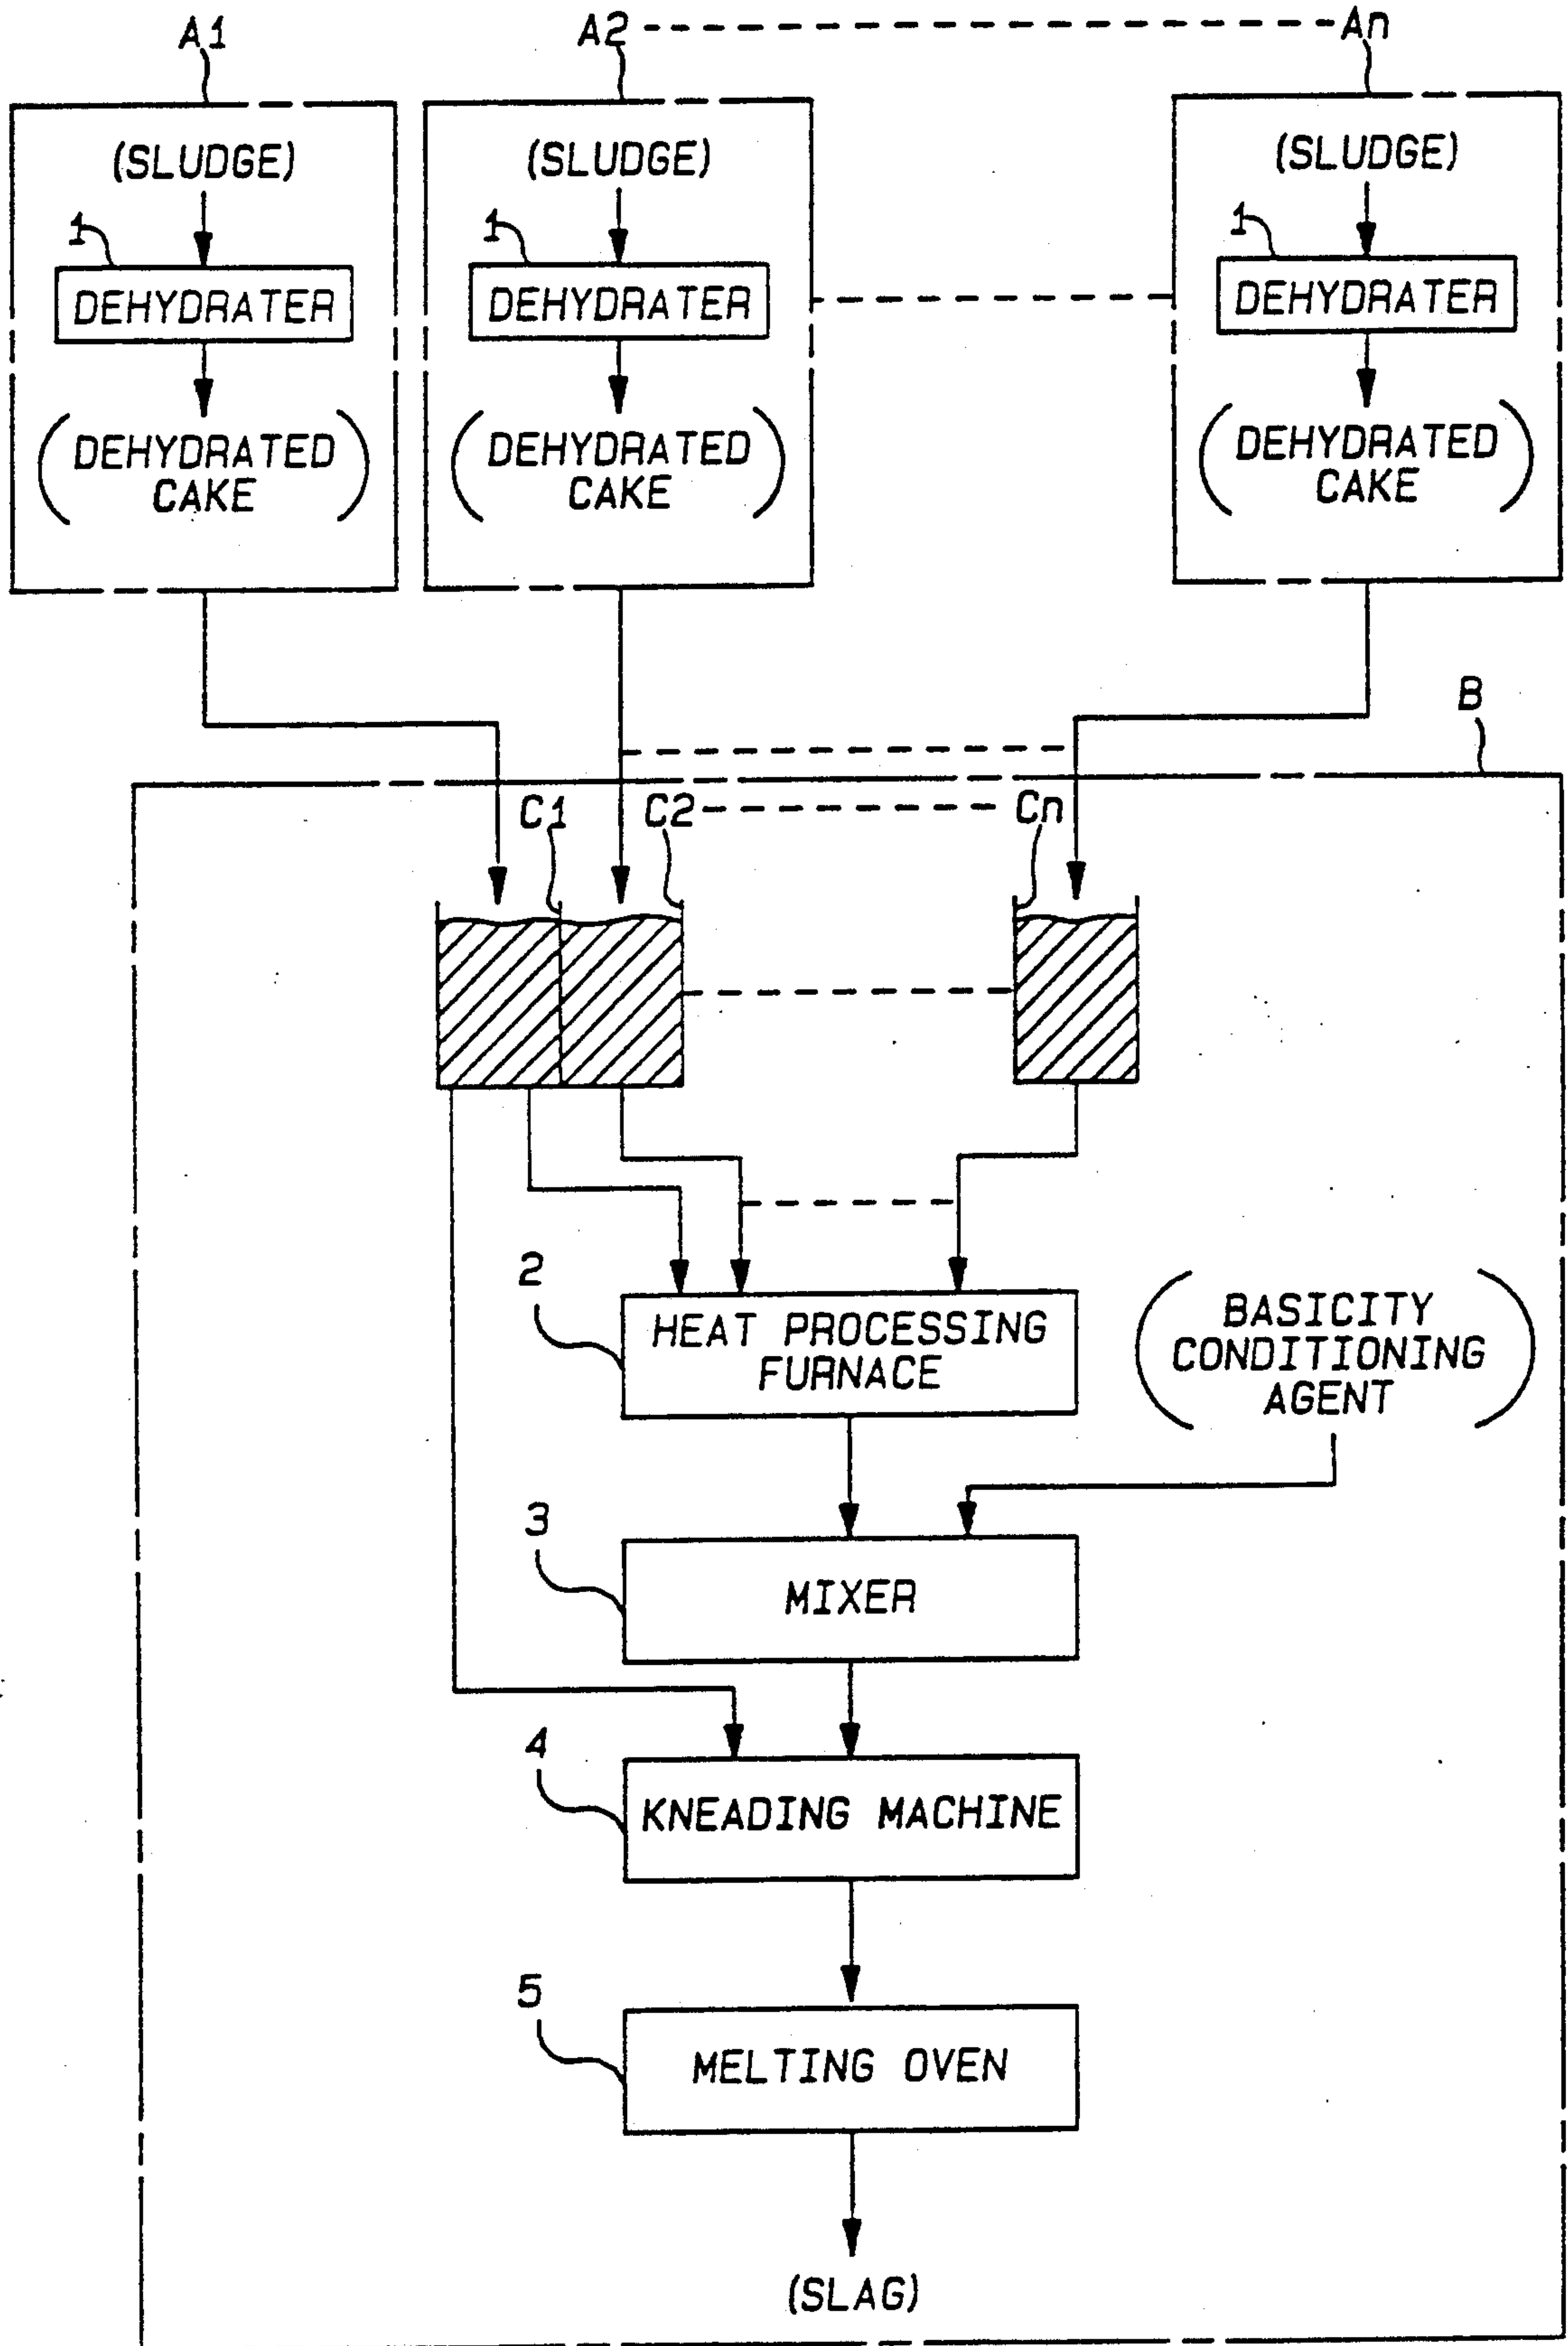 A1
A2
An
(SLUDGE)
(SLUDGE)
(SLUDGE)
1
1
1
DEHYDRATER
DEHYDRATER
DEHYDRATER
(DEHYDRATED
CAKE)
(DEHYDRATED
CAKE)
(DEHYDRATED
CAKE)
B
C1
C2
Cn
2
HEAT PROCESSING
FURNACE
(BASICITY
CONDITIONING
AGENT)
3
MIXER
4
KNEADING MACHINE
5
MELTING OVEN
(SLAG)